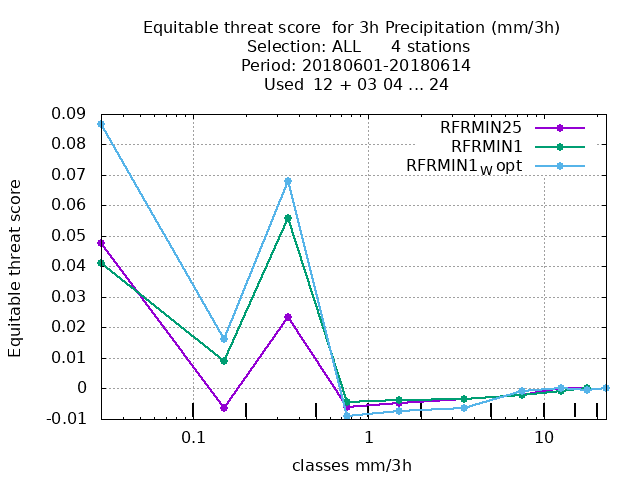 Equitable threat score  for 3h Precipitation (mm/3h)
Selection: ALL      4 stations
Period: 20180601-20180614
Used  12 + 03 04 ... 24
RFRMIN25
RFRMIN1
RFRMIN1W opt
0.09
0.08
0.07
0.06
0.05
0.04
0.03
0.02
0.01
0
-0.01
Equitable threat score
0.1
1
10
classes mm/3h